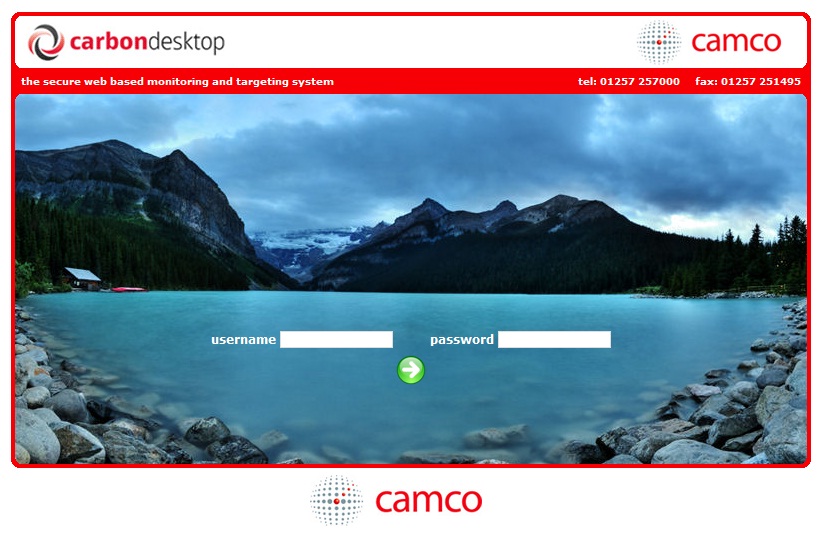 carbondesktop
camco
the secure web based monitoring and targeting system
tel: 01257 257000 fax: 01257 251495
username
password
camco